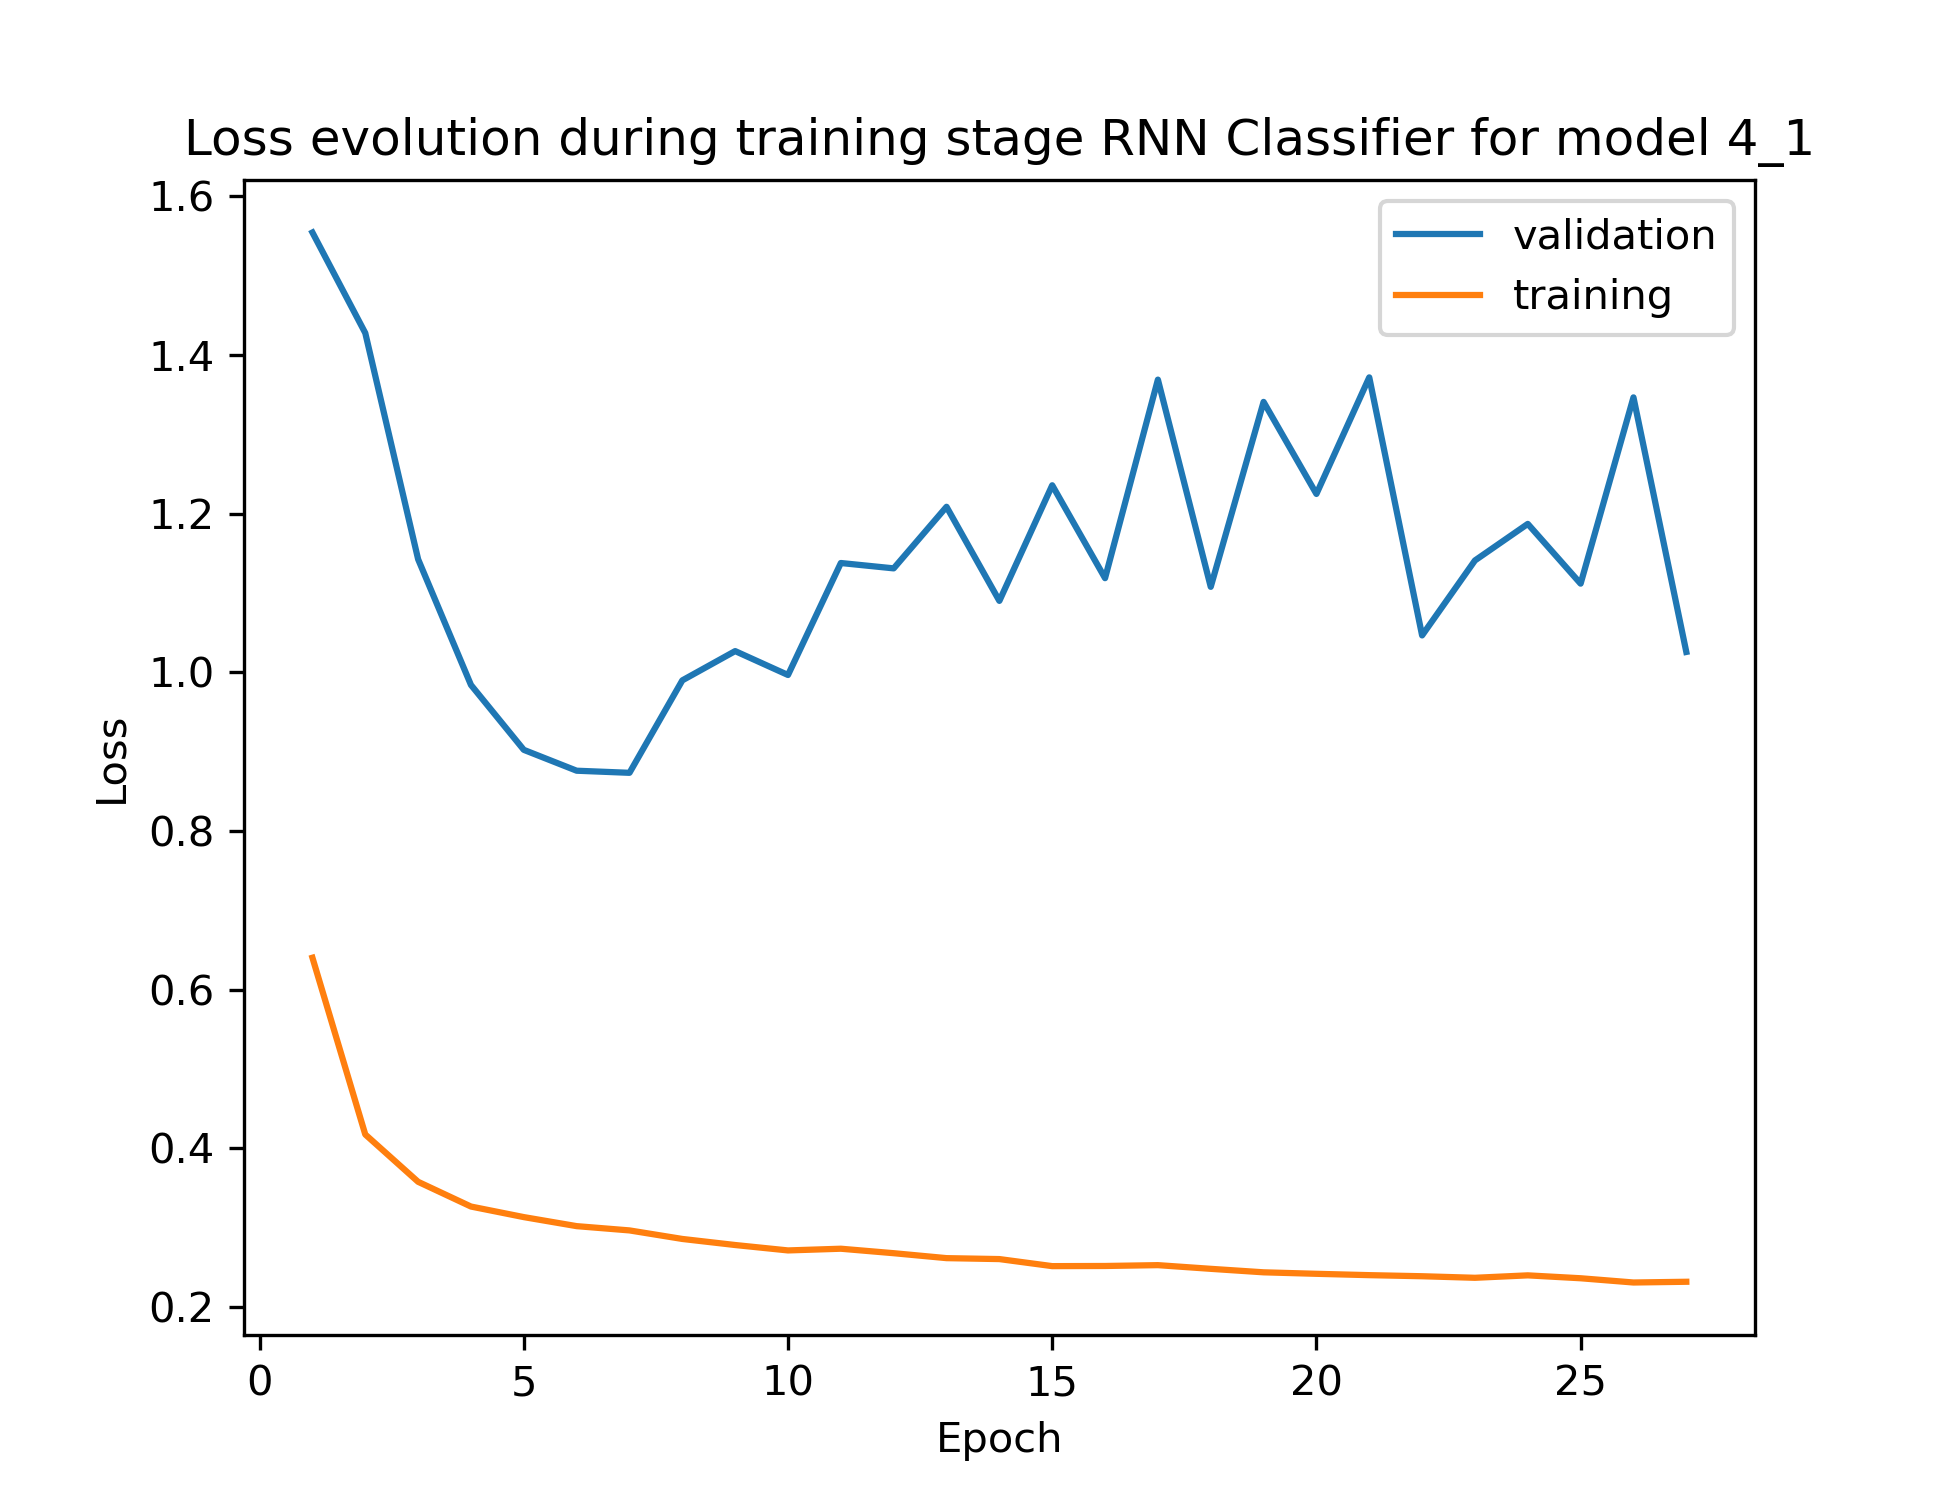 Loss evolution during training stage RNN Classifier for model 4_1
1.6
1.4
1.2
1.0
0.8
0.6
0.4
0.2
Loss
validation
training
0 5 10 15 20 25
Epoch